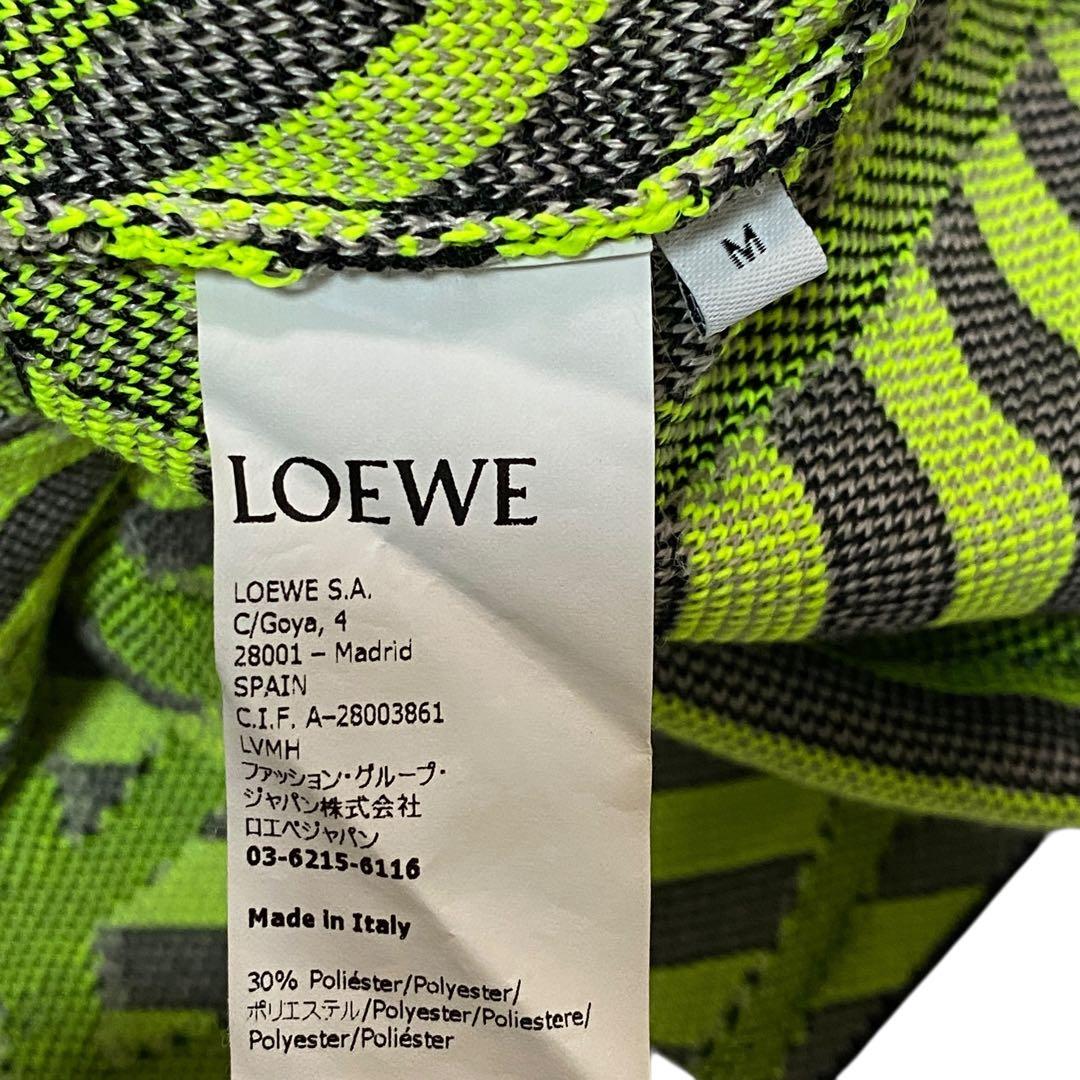 M
LOEWE
LOEWE S.A.
C/Goya, 4
28001 – Madrid
SPAIN
C.I.F. A-28003861
LVMH
ファッション・グループ・
ジャパン株式会社
ロエベジャパン
03-6215-6116
Made in Italy
30% Poliéster/Polyester/
ポリエステル/Polyester/Poliestere/
Polyester/Poliéster